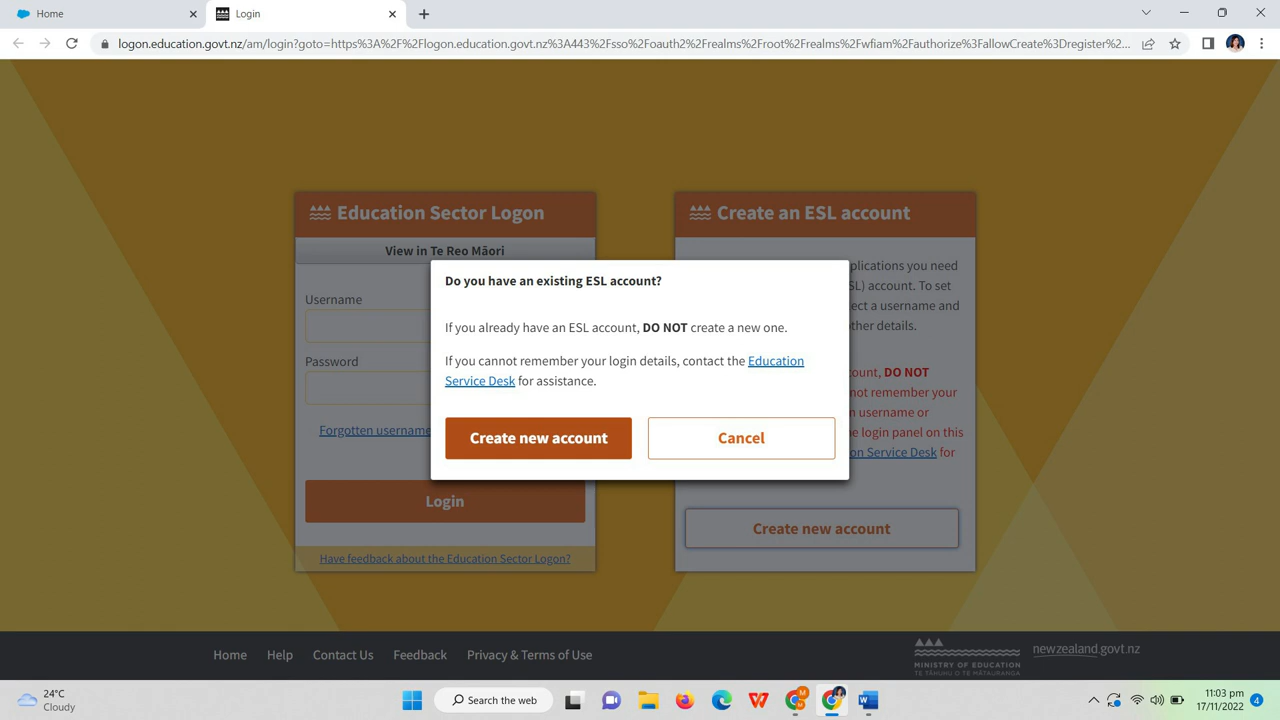 Home
Login
logon.education.govt.nz/am/login?goto=https%3A%2F%2Flogon.education.govt.nz%3A443%2Fsso%2Foauth2%2Frealms%2Froot%2Frealms%2Fwfiam%2Fauthorize%3FallowCreate%3Dregister%2...
Education Sector Logon
View in Te Reo Māori
Username
Password
Forgotten username
Login
Have feedback about the Education Sector Logon?
Do you have an existing ESL account?
If you already have an ESL account, DO NOT create a new one.
If you cannot remember your login details, contact the Education
Service Desk for assistance.
Create new account
Cancel
Create an ESL account
plications you need
SL) account. To set
ect a username and
other details.
count, DO NOT
not remember your
n username or
he login panel on this
on Service Desk for
Create new account
Home
Help
Contact Us
Feedback
Privacy & Terms of Use
MINISTRY OF EDUCATION
TE TĀHUHU O TE MĀTAURANGA
newzealand.govt.nz
24°C
Cloudy
Search the web
11:03 pm
17/11/2022
4